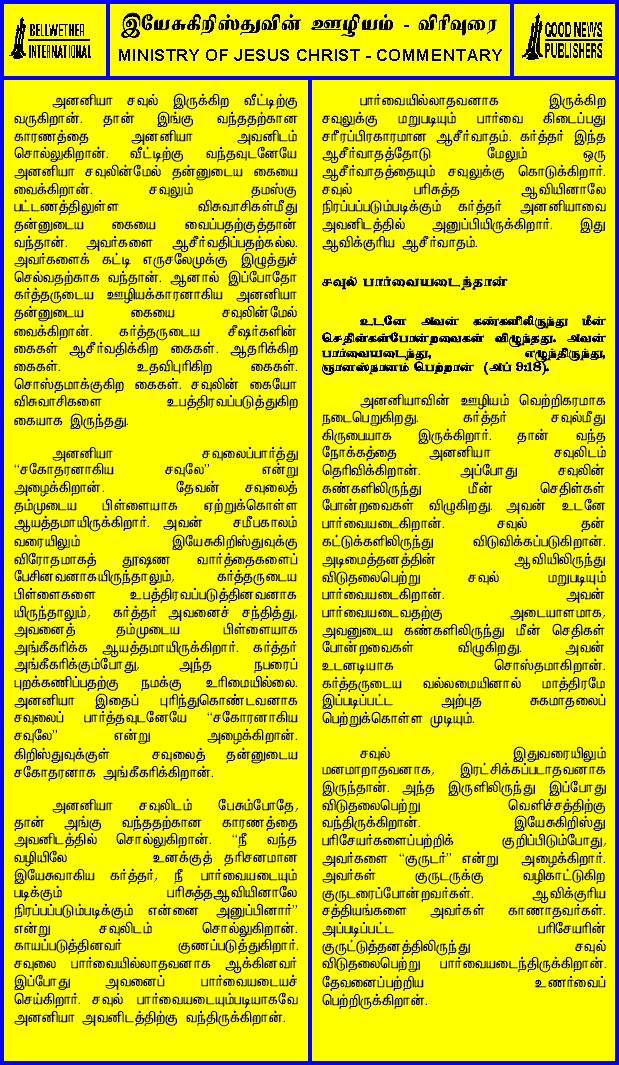 BELLWETHER
INTERNATIONAL
இயேசுகிறிஸ்துவின் ஊழியம் - விரிவுரை
MINISTRY OF JESUS CHRIST - COMMENTARY
GOOD NEWS
PUBLISHERS
அனனியா சவுல் இருக்கிற வீட்டிற்கு
வருகிறான். தான் இங்கு வந்ததற்கான
காரணத்தை அனனியா அவனிடம்
சொல்லுகிறான். வீட்டிற்கு வந்தவுடனேயே
அனனியா சவுலின்மேல் தன்னுடைய கையை
வைக்கிறான். சவுலும் தமஸ்கு
பட்டணத்திலுள்ள விசுவாசிகள்மீது
தன்னுடைய கையை வைப்பதற்குத்தான்
வந்தான். அவர்களை ஆசீர்வதிப்பதற்கல்ல.
அவர்களைக் கட்டி எருசலேமுக்கு இழுத்துச்
செல்வதற்காக வந்தான். ஆனால் இப்போதோ
கர்த்தருடைய ஊழியக்காரனாகிய அனனியா
தன்னுடைய கையை சவுலின்மேல்
வைக்கிறான். கர்த்தருடைய சீஷர்களின்
கைகள் ஆசீர்வதிக்கிற கைகள். ஆதரிக்கிற
கைகள். உதவிபுரிகிற கைகள்.
சொஸ்தமாக்குகிற கைகள். சவுலின் கையோ
விசுவாசிகளை உபத்திரவப்படுத்துகிற
கையாக இருந்தது.
அனனியா சவுலைப்பார்த்து
“சகோதரனாகிய சவுலே” என்று
அழைக்கிறான். தேவன் சவுலைத்
தம்முடைய பிள்ளையாக ஏற்றுக்கொள்ள
ஆயத்தமாயிருக்கிறார். அவன் சமீபகாலம்
வரையிலும் இயேசுகிறிஸ்துவுக்கு
விரோதமாகத் தூஷண வார்த்தைகளைப்
பேசினவனாகயிருந்தாலும், கர்த்தருடைய
பிள்ளைகளை உபத்திரவப்படுத்தினவனாக
யிருந்தாலும், கர்த்தர் அவனைச் சந்தித்து,
அவனைத் தம்முடைய பிள்ளையாக
அங்கீகரிக்க ஆயத்தமாயிருக்கிறார். கர்த்தர்
அங்கீகரிக்கும்போது, அந்த நபரைப்
புறக்கணிப்பதற்கு நமக்கு உரிமையில்லை.
அனனியா இதைப் புரிந்துகொண்டவனாக
சவுலைப் பார்த்தவுடனேயே “சகோரனாகிய
சவுலே” என்று அழைக்கிறான்.
கிறிஸ்துவுக்குள் சவுலைத் தன்னுடைய
சகோதரனாக அங்கீகரிக்கிறான்.
அனனியா சவுலிடம் பேசும்போதே,
தான் அங்கு வந்ததற்கான காரணத்தை
அவனிடத்தில் சொல்லுகிறான். “நீ வந்த
வழியிலே உனக்குத் தரிசனமான
இயேசுவாகிய கர்த்தர், நீ பார்வையடையும்
படிக்கும் பரிசுத்தஆவியினாலே
நிரப்பப்படும்படிக்கும் என்னை அனுப்பினார்”
என்று சவுலிடம் சொல்லுகிறான்.
காயப்படுத்தினவர் குணப்படுத்துகிறார்.
சவுலை பார்வையில்லாதவனாக ஆக்கினவர்
இப்போது அவனைப் பார்வையடையச்
செய்கிறார். சவுல் பார்வையடையும்படியாகவே
அனனியா அவனிடத்திற்கு வந்திருக்கிறான்.
பார்வையில்லாதவனாக இருக்கிற
சவுலுக்கு மறுபடியும் பார்வை கிடைப்பது
சரீரப்பிரகாரமான ஆசீர்வாதம். கர்த்தர் இந்த
ஆசீர்வாதத்தோடு மேலும் ஒரு
ஆசீர்வாதத்தையும் சவுலுக்கு கொடுக்கிறார்.
சவுல் பரிசுத்த ஆவியினாலே
நிரப்பப்படும்படிக்கும் கர்த்தர் அனனியாவை
அவனிடத்தில் அனுப்பியிருக்கிறார். இது
ஆவிக்குரிய ஆசீர்வாதம்.
சவுல் பார்வையடைந்தான்
உடனே அவன் கண்களிலிருந்து மீன்
செதிள்கள்போன்றவைகள் விழுந்தது. அவன்
பார்வையடைந்து, எழுந்திருந்து,
ஞானஸ்நானம் பெற்றான் (அப் 9:18).
அனனியாவின் ஊழியம் வெற்றிகரமாக
நடைபெறுகிறது. கர்த்தர் சவுல்மீது
கிருபையாக இருக்கிறார். தான் வந்த
நோக்கத்தை அனனியா சவுலிடம்
தெரிவிக்கிறான். அப்போது சவுலின்
கண்களிலிருந்து மீன் செதிள்கள்
போன்றவைகள் விழுகிறது. அவன் உடனே
பார்வையடைகிறான். சவுல் தன்
கட்டுக்களிலிருந்து விடுவிக்கப்படுகிறான்.
அடிமைத்தனத்தின் ஆவியிலிருந்து
விடுதலைபெற்று சவுல் மறுபடியும்
பார்வையடைகிறான். அவன்
பார்வையடைவதற்கு அடையாளமாக,
அவனுடைய கண்களிலிருந்து மீன் செதிகள்
போன்றவைகள் விழுகிறது. அவன்
உடனடியாக சொஸ்தமாகிறான்.
கர்த்தருடைய வல்லமையினால் மாத்திரமே
இப்படிப்பட்ட அற்புத சுகமாதலைப்
பெற்றுக்கொள்ள முடியும்.
சவுல் இதுவரையிலும்
மனமாறாதவனாக, இரட்சிக்கப்படாதவனாக
இருந்தான். அந்த இருளிலிருந்து இப்போது
விடுதலைபெற்று வெளிச்சத்திற்கு
வந்திருக்கிறான். இயேசுகிறிஸ்து
பரிசேயர்களைப்பற்றிக் குறிப்பிடும்போது,
அவர்களை “குருடர்” என்று அழைக்கிறார்.
அவர்கள் குருடருக்கு வழிகாட்டுகிற
குருடரைப்போன்றவர்கள். ஆவிக்குரிய
சத்தியங்களை அவர்கள் காணாதவர்கள்.
அப்படிப்பட்ட பரிசேயரின்
குருட்டுத்தனத்திலிருந்து சவுல்
விடுதலைபெற்று பார்வையடைந்திருக்கிறான்.
தேவனைப்பற்றிய உணர்வைப்
பெற்றிருக்கிறான்.